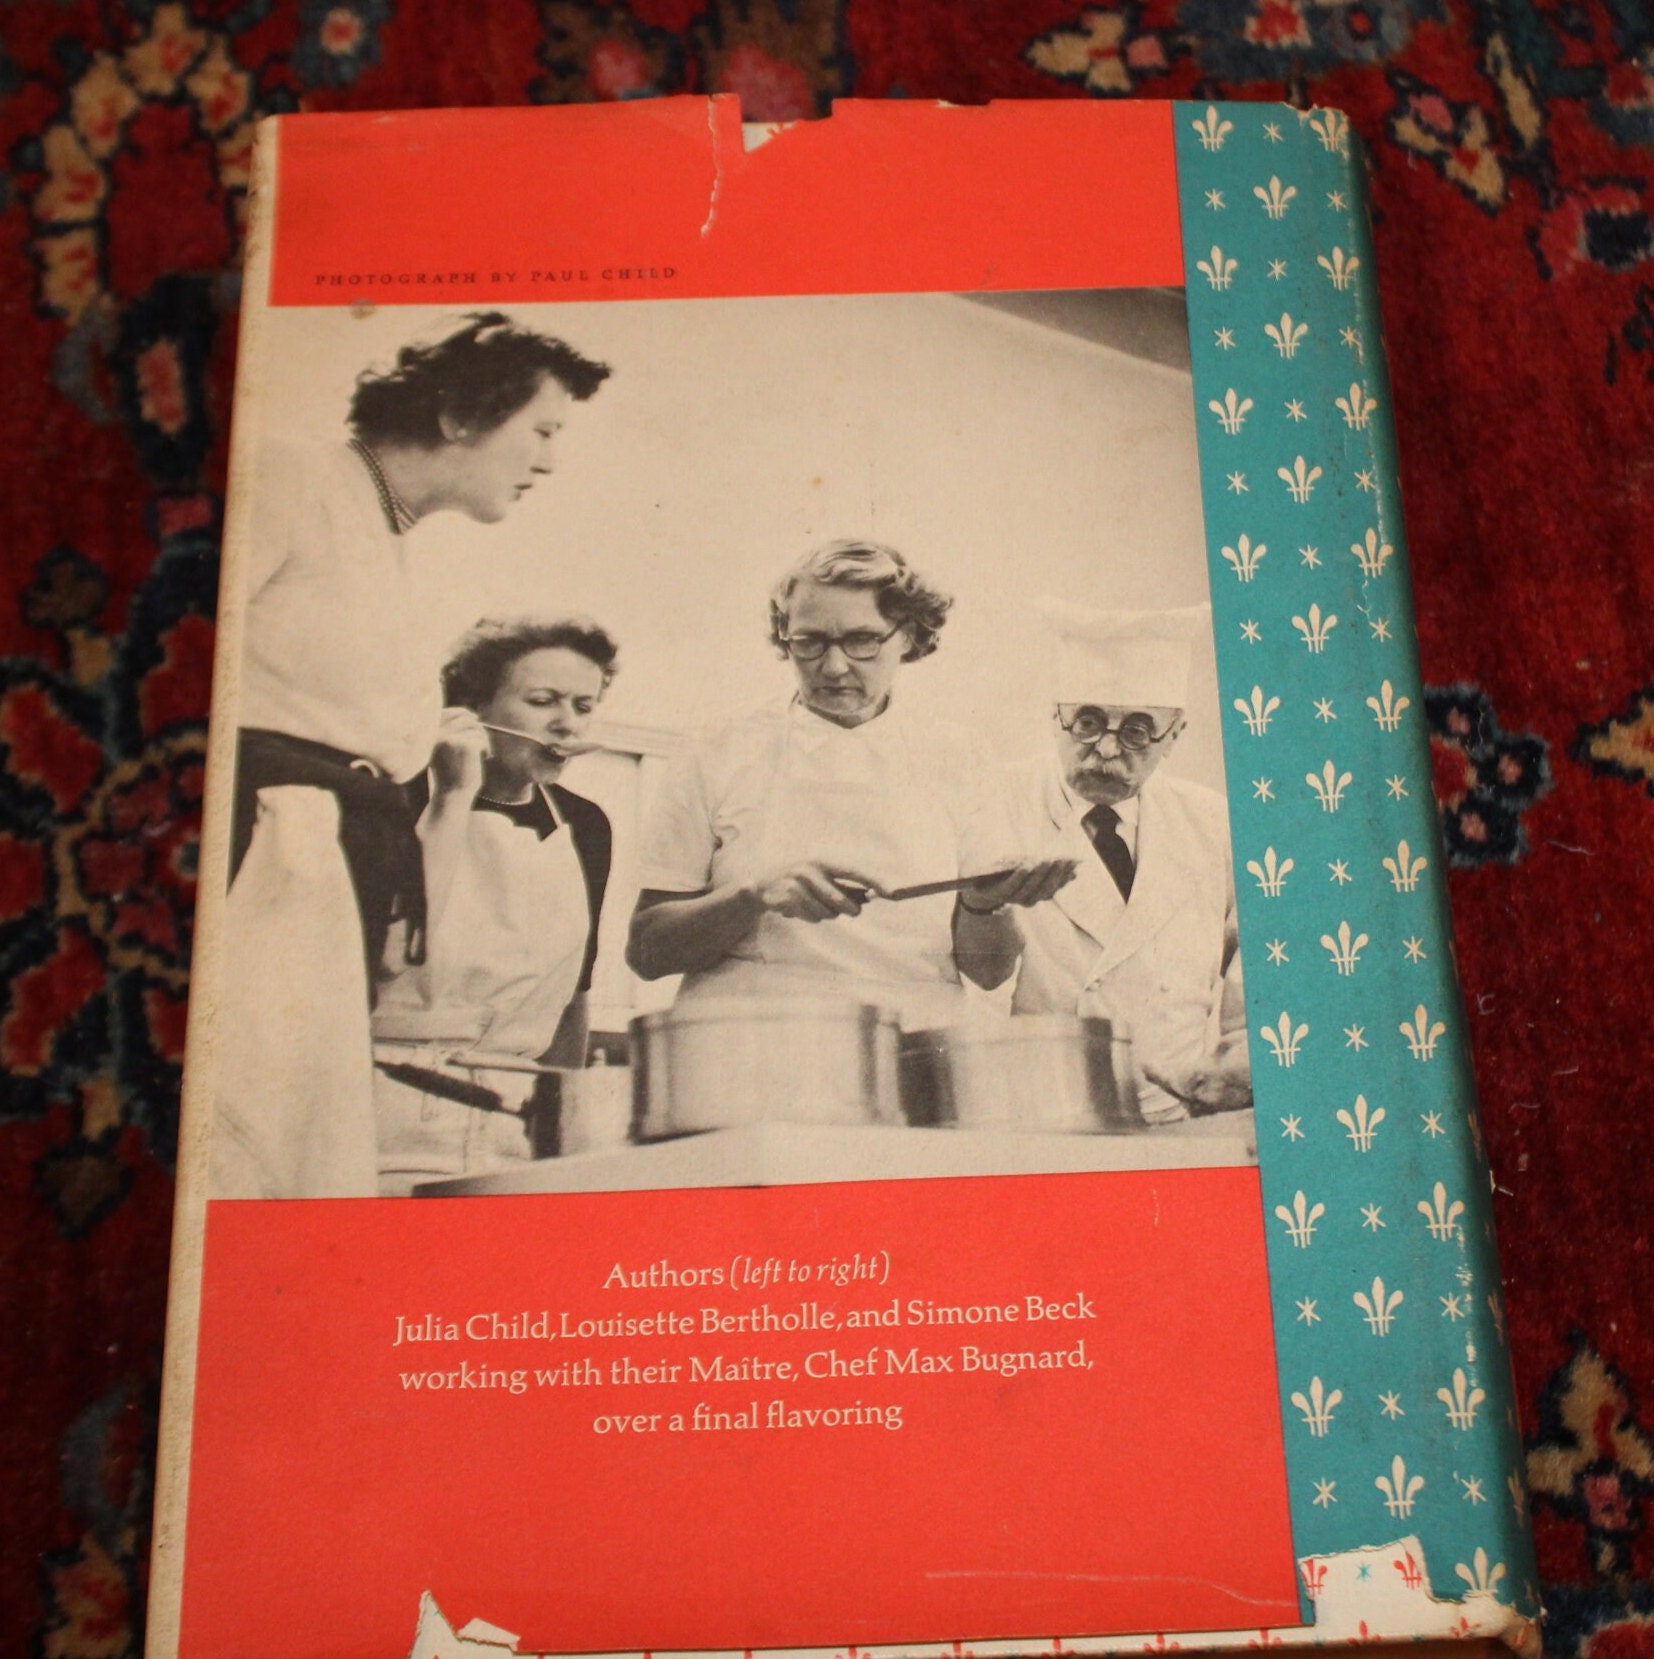 PHOTOGRAPH BY PAUL CHILD
Authors (left to right)
Julia Child, Louisette Bertholle, and Simone Beck
working with their Maître, Chef Max Bugnard,
over a final flavoring